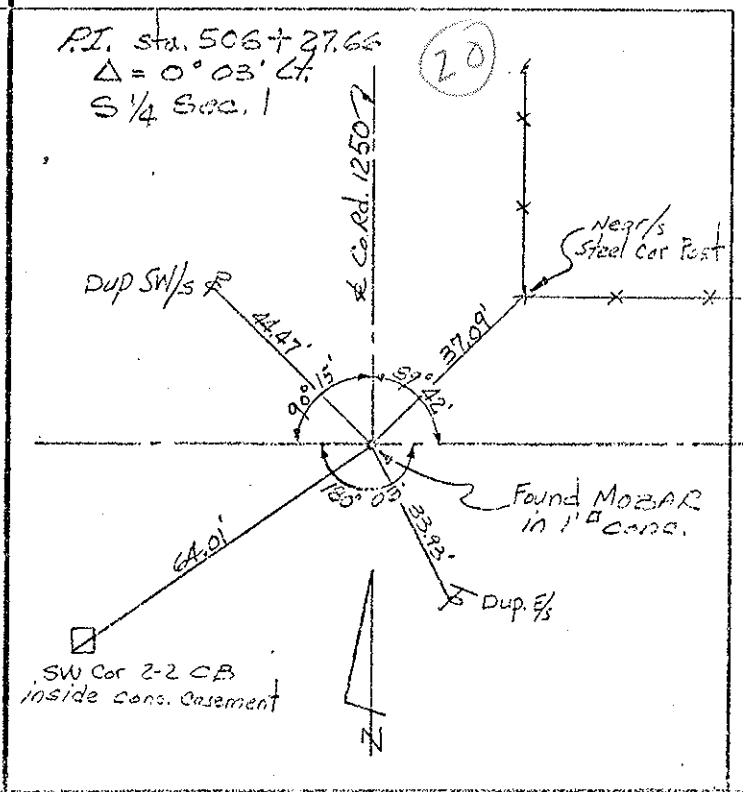 P.I. sta. 506+27.66
Δ = 0° 03' Lt.
S 1/4 Sec. 1
20
℄ Co. Rd. 1250
Near/s
Steel Cor Post
Dup SW/s
44.47'
37.09'
90° 15'
89° 42'
180° 03'
Found MOBAR
in 1' conc.
64.01'
33.93'
Dup. E/s
SW Cor 2-2 CB
inside conc. casement
N